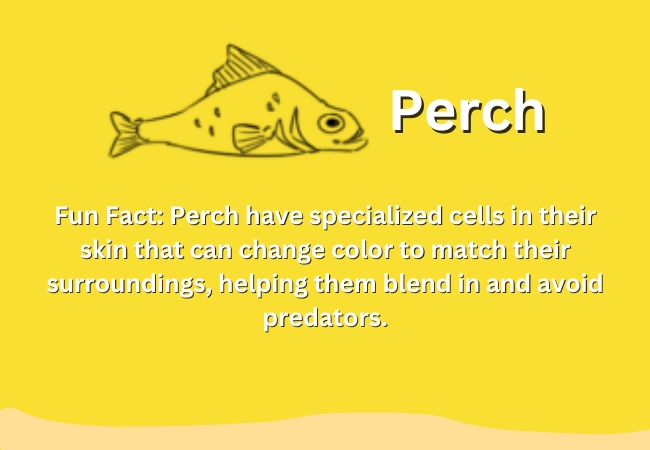 Perch
Fun Fact: Perch have specialized cells in their
skin that can change color to match their
surroundings, helping them blend in and avoid
predators.